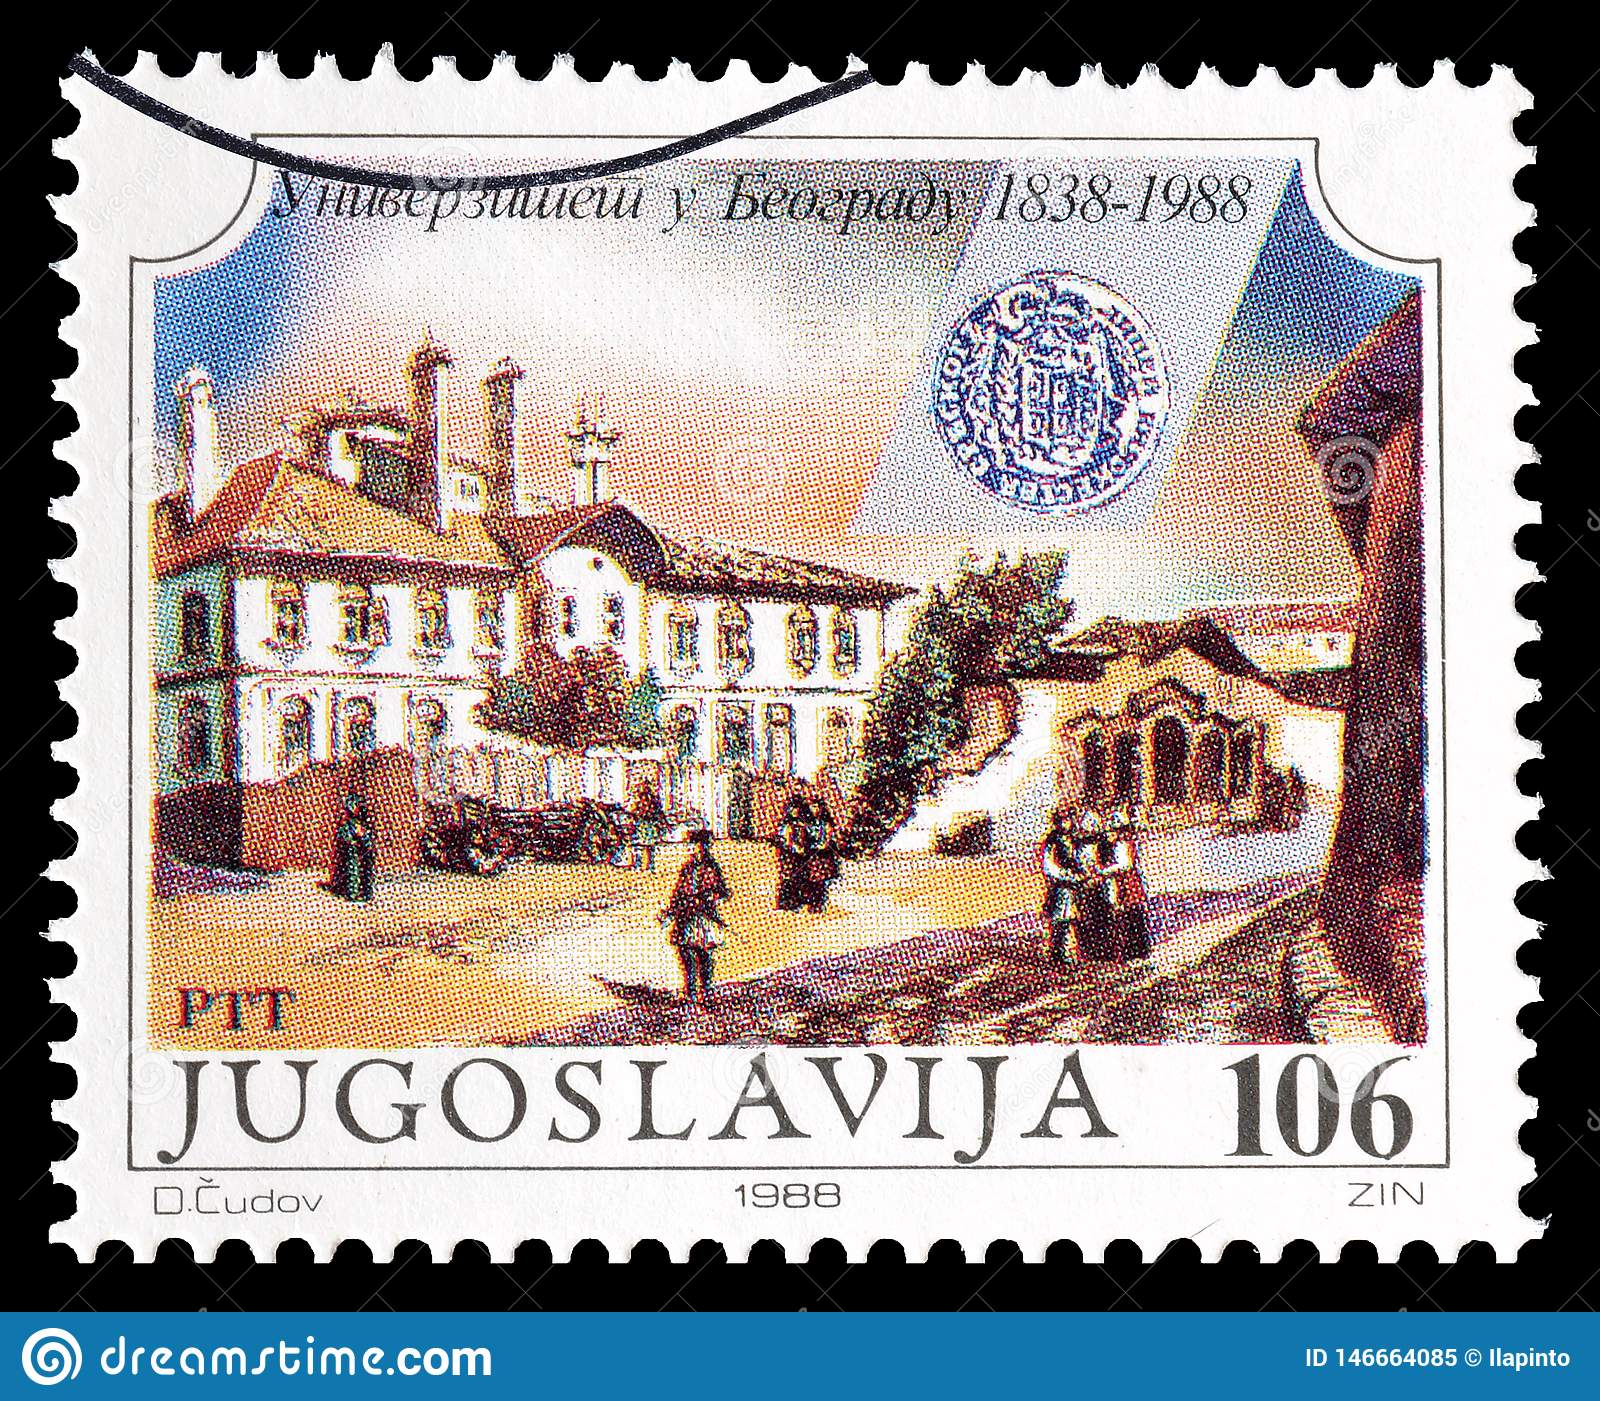 Универзитет у Београду 1838-1988
PTT
JUGOSLAVIJA 106
D.Čudov 1988 ZIN
dreamstime.com
ID 146664085 © Ilapinto